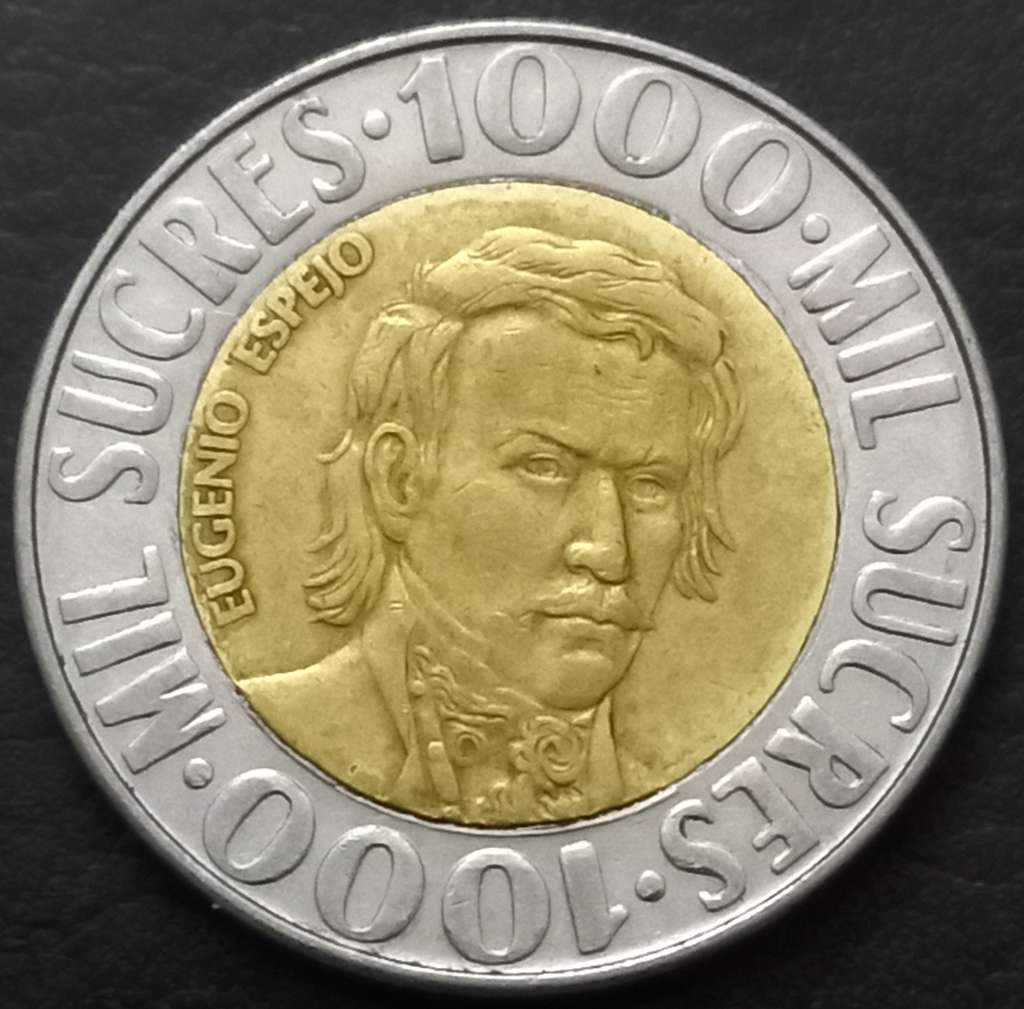 1000 · MIL SUCRES · 1000 · MIL SUCRES ·
EUGENIO ESPEJO